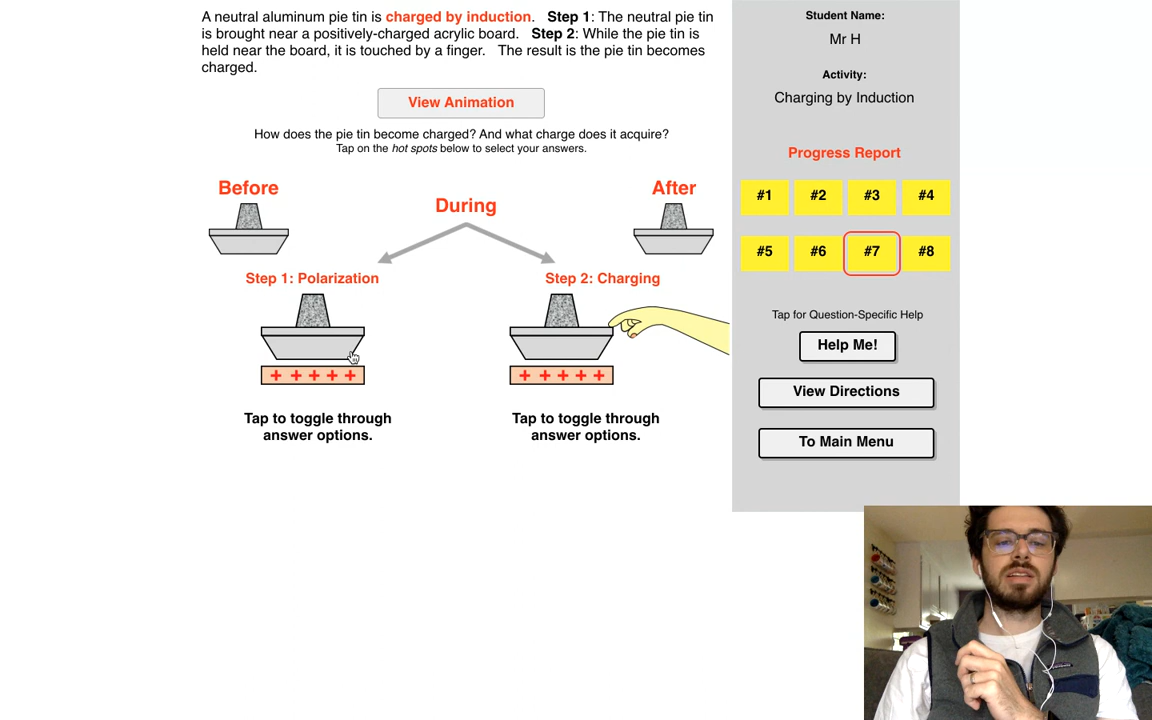 A neutral aluminum pie tin is charged by induction. Step 1: The neutral pie tin
is brought near a positively-charged acrylic board. Step 2: While the pie tin is
held near the board, it is touched by a finger. The result is the pie tin becomes
charged.
View Animation
How does the pie tin become charged? And what charge does it acquire?
Tap on the hot spots below to select your answers.
Before
During
After
Step 1: Polarization
Step 2: Charging
+ + + + +
+ + + + +
Tap to toggle through
answer options.
Tap to toggle through
answer options.
Student Name:
Mr H
Activity:
Charging by Induction
Progress Report
#1 #2 #3 #4
#5 #6 #7 #8
Tap for Question-Specific Help
Help Me!
View Directions
To Main Menu